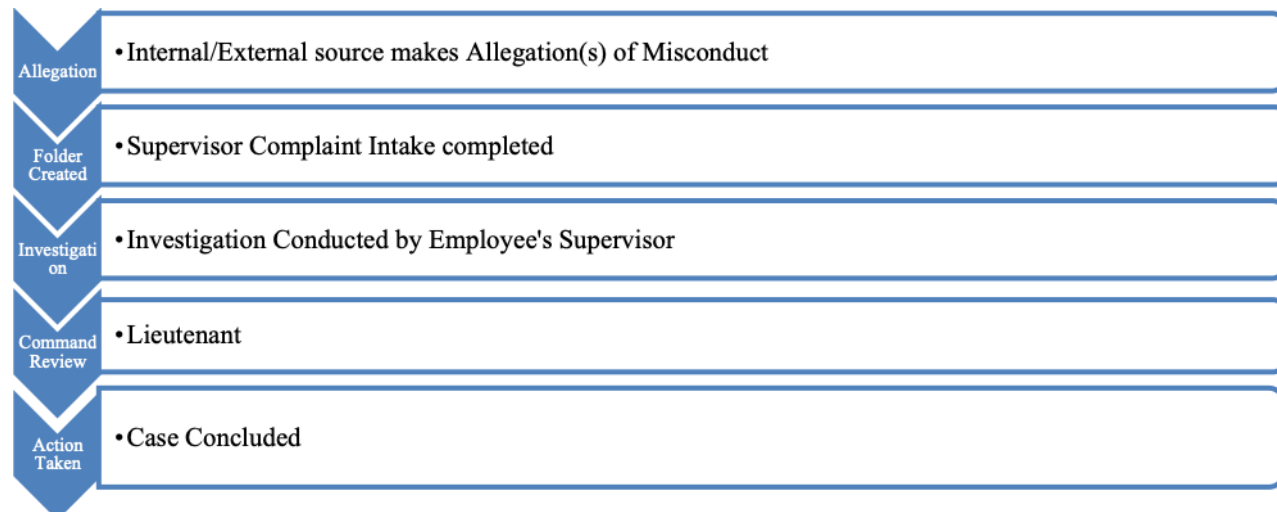 Allegation
•Internal/External source makes Allegation(s) of Misconduct
Folder
Created
•Supervisor Complaint Intake completed
Investigati
on
•Investigation Conducted by Employee's Supervisor
Command
Review
•Lieutenant
Action
Taken
•Case Concluded